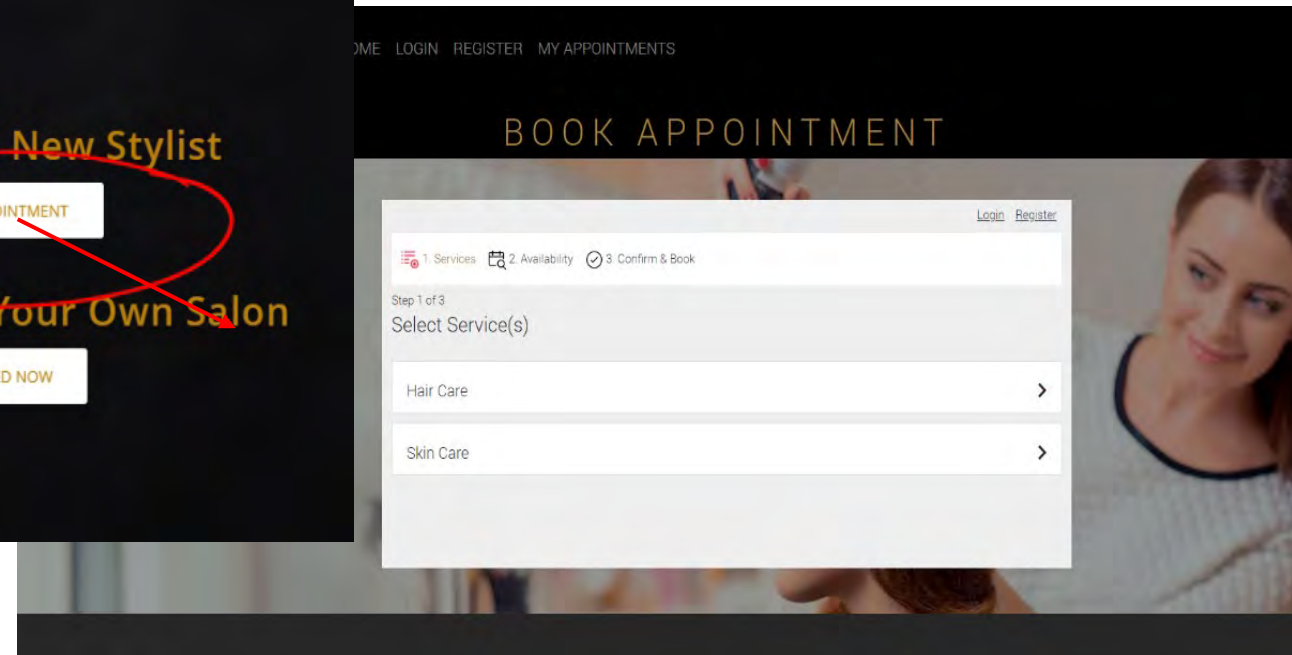 New Stylist
OINTMENT
Your Own Salon
D NOW
OME LOGIN REGISTER MY APPOINTMENTS
BOOK APPOINTMENT
Login Register
1. Services 2. Availability 3. Confirm & Book
Step 1 of 3
Select Service(s)
Hair Care
Skin Care